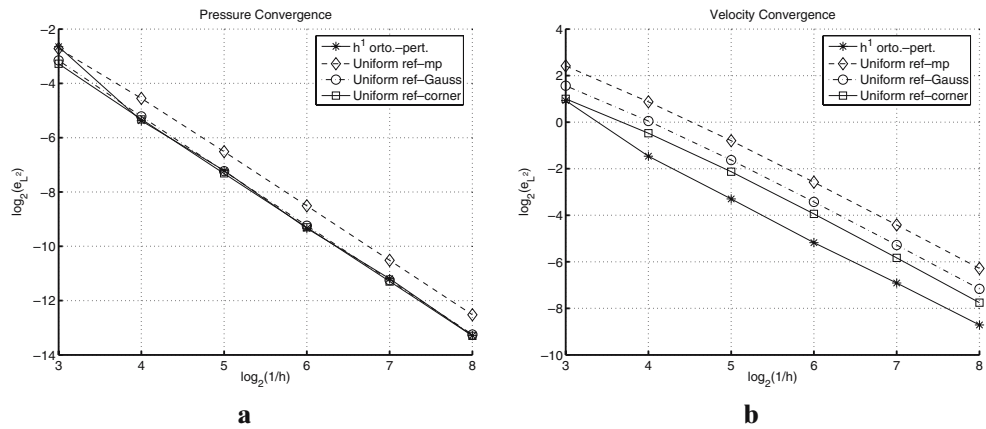 Pressure Convergence
−2
−4
−6
−8
−10
−12
−14
3 4 5 6 7 8
log2(1/h)
log2(eL2)
h1 orto.−pert.
Uniform ref−mp
Uniform ref−Gauss
Uniform ref−corner
a
Velocity Convergence
4
2
0
−2
−4
−6
−8
−10
3 4 5 6 7 8
log2(1/h)
log2(eL2)
h1 orto.−pert.
Uniform ref−mp
Uniform ref−Gauss
Uniform ref−corner
b